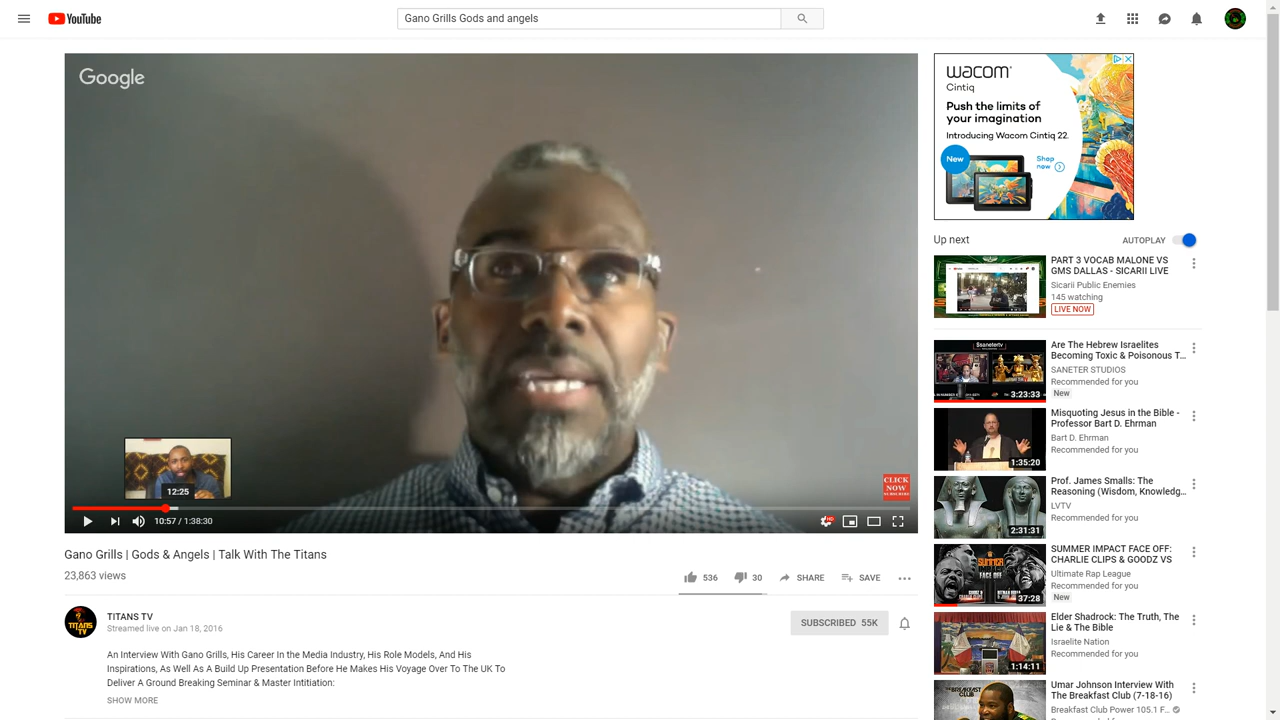 YouTube
Gano Grills Gods and angels
Google
12:25
CLICK
NOW
SUBSCRIBE
10:57 / 1:38:30
HD
Gano Grills | Gods & Angels | Talk With The Titans
23,863 views
536
30
SHARE
SAVE
TITANS TV
Streamed live on Jan 18, 2016
SUBSCRIBED 55K
TITANS
TV
An Interview With Gano Grills, His Career In the Media Industry, His Role Models, And His
Inspirations, As Well As A Build Up Presentation Before He Makes His Voyage Over To The UK To
Deliver A Ground Breaking Seminar & Master Intitiation.
SHOW MORE
wacom
Cintiq
Push the limits of
your imagination
Introducing Wacom Cintiq 22.
New
Shop
now
Up next
AUTOPLAY
PART 3 VOCAB MALONE VS
GMS DALLAS - SICARII LIVE
Sicarii Public Enemies
145 watching
LIVE NOW
3:23:33
Are The Hebrew Israelites
Becoming Toxic & Poisonous T...
SANETER STUDIOS
Recommended for you
New
1:35:20
Misquoting Jesus in the Bible -
Professor Bart D. Ehrman
Bart D. Ehrman
Recommended for you
2:31:31
Prof. James Smalls: The
Reasoning (Wisdom, Knowledg...
LVTV
Recommended for you
SUMMER
FACE OFF
37:28
SUMMER IMPACT FACE OFF:
CHARLIE CLIPS & GOODZ VS
Ultimate Rap League
Recommended for you
New
1:14:11
Elder Shadrock: The Truth, The
Lie & The Bible
Israelite Nation
Recommended for you
Umar Johnson Interview With
The Breakfast Club (7-18-16)
Breakfast Club Power 105.1 F...
Recommended for you